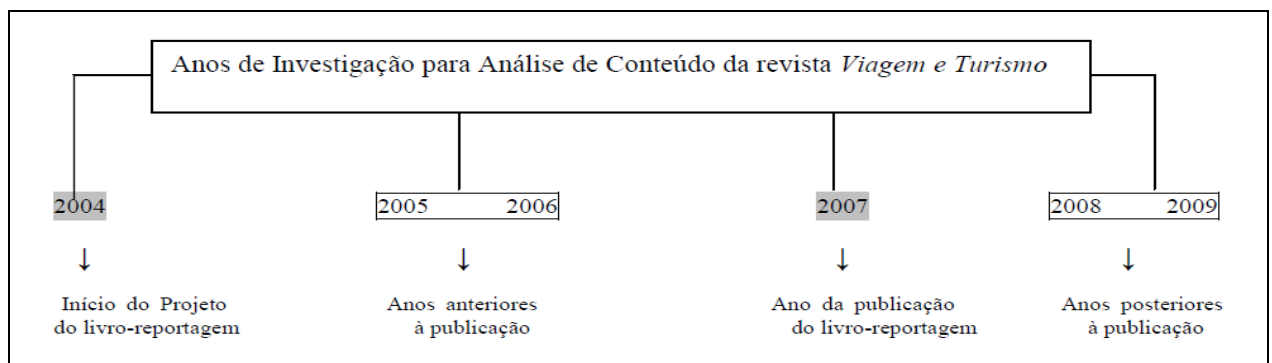 Anos de Investigação para Análise de Conteúdo da revista Viagem e Turismo
2004 2005 2006 2007 2008 2009
↓ ↓ ↓ ↓
Início do Projeto
do livro-reportagem
Anos anteriores
à publicação
Ano da publicação
do livro-reportagem
Anos posteriores
à publicação